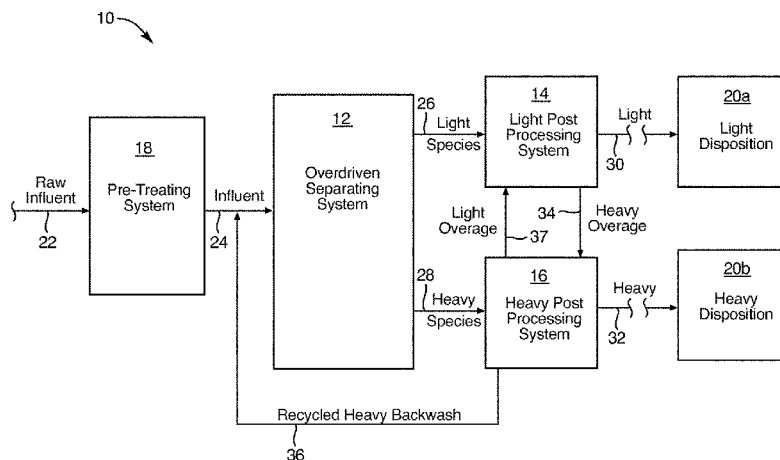 10
18
Pre-Treating
System
Raw
Influent
22
Influent
24
12
Overdriven
Separating
System
26
Light
Species
28
Heavy
Species
14
Light Post
Processing
System
Light
Overage
37
34
Heavy
Overage
16
Heavy Post
Processing
System
Light
30
Heavy
32
20a
Light
Disposition
20b
Heavy
Disposition
Recycled Heavy Backwash
36